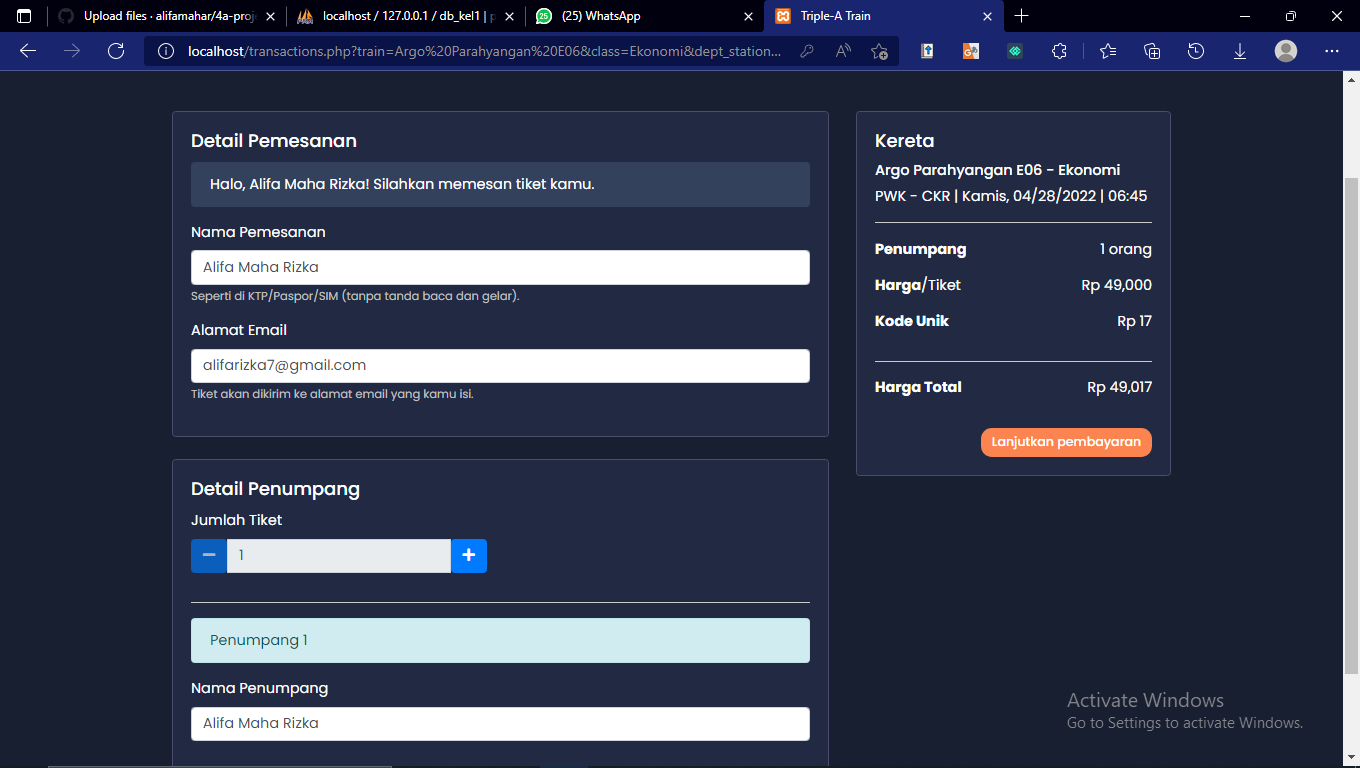 Upload files · alifamahar/4a-proj
localhost / 127.0.0.1 / db_kel1 | p
25
(25) WhatsApp
Triple-A Train
localhost/transactions.php?train=Argo%20Parahyangan%20E06&class=Ekonomi&dept_station...
Detail Pemesanan
Halo, Alifa Maha Rizka! Silahkan memesan tiket kamu.
Nama Pemesanan
Alifa Maha Rizka
Seperti di KTP/Paspor/SIM (tanpa tanda baca dan gelar).
Alamat Email
alifarizka7@gmail.com
Tiket akan dikirim ke alamat email yang kamu isi.
Detail Penumpang
Jumlah Tiket
− 1 +
Penumpang 1
Nama Penumpang
Alifa Maha Rizka
Kereta
Argo Parahyangan E06 - Ekonomi
PWK - CKR | Kamis, 04/28/2022 | 06:45
Penumpang 1 orang
Harga/Tiket Rp 49,000
Kode Unik Rp 17
Harga Total Rp 49,017
Lanjutkan pembayaran
Activate Windows
Go to Settings to activate Windows.